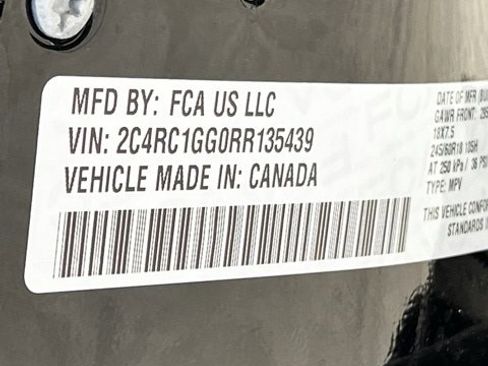 MFD BY: FCA US LLC
VIN: 2C4RC1GG0RR135439
VEHICLE MADE IN: CANADA
DATE OF MFR
GAWR FRONT:
18X7.5
245/60R18 105H
AT 250 kPa / 36 PSI
TYPE: MPV
THIS VEHICLE
STANDARDS